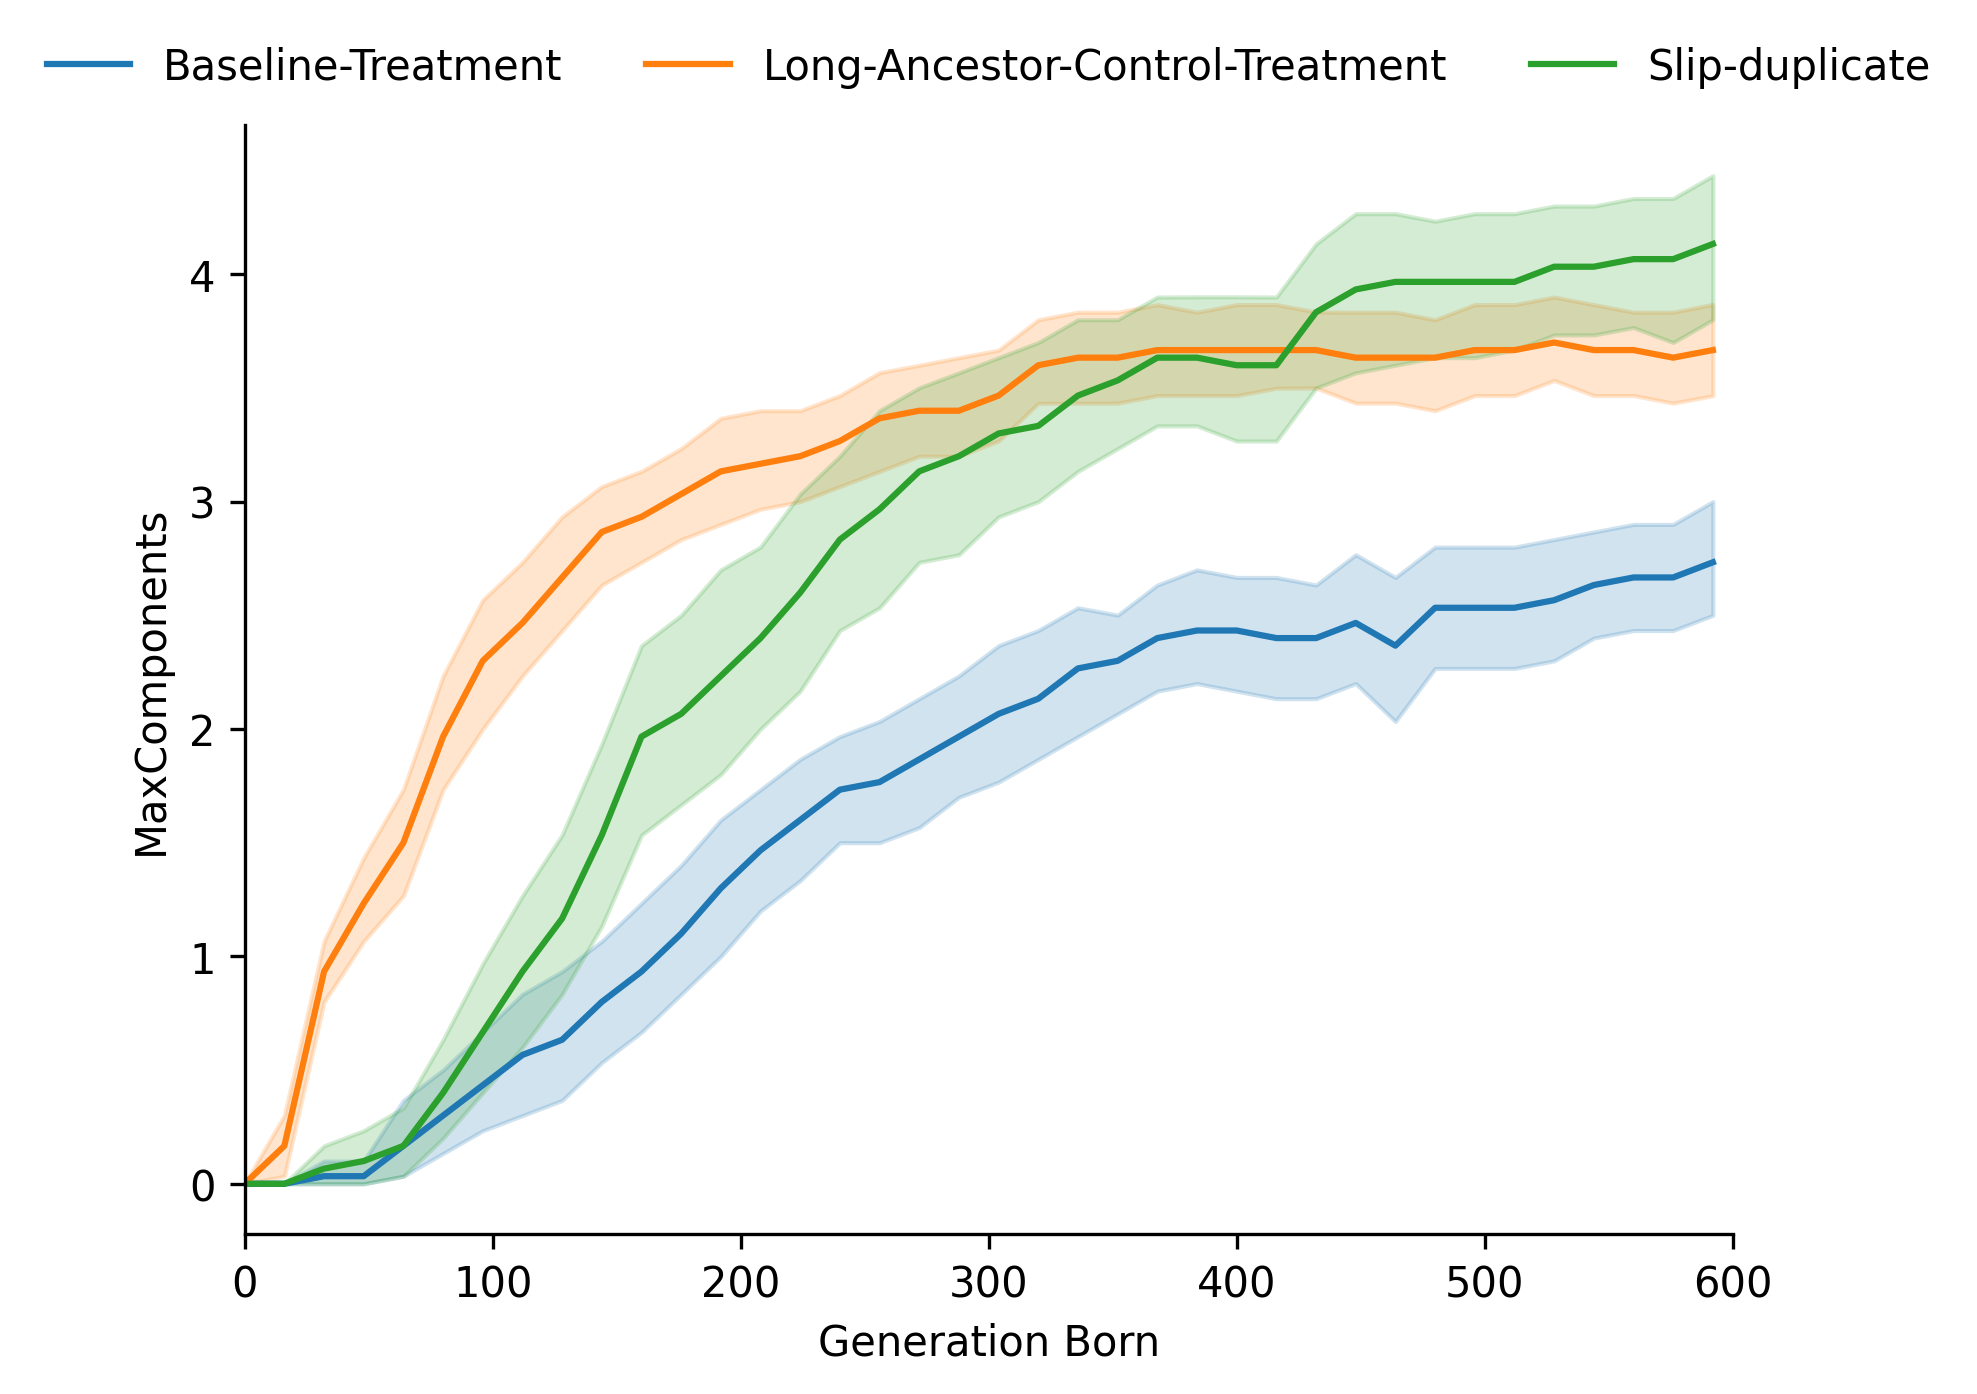 Baseline-Treatment Long-Ancestor-Control-Treatment Slip-duplicate
4
3
2
1
0
MaxComponents
0 100 200 300 400 500 600
Generation Born